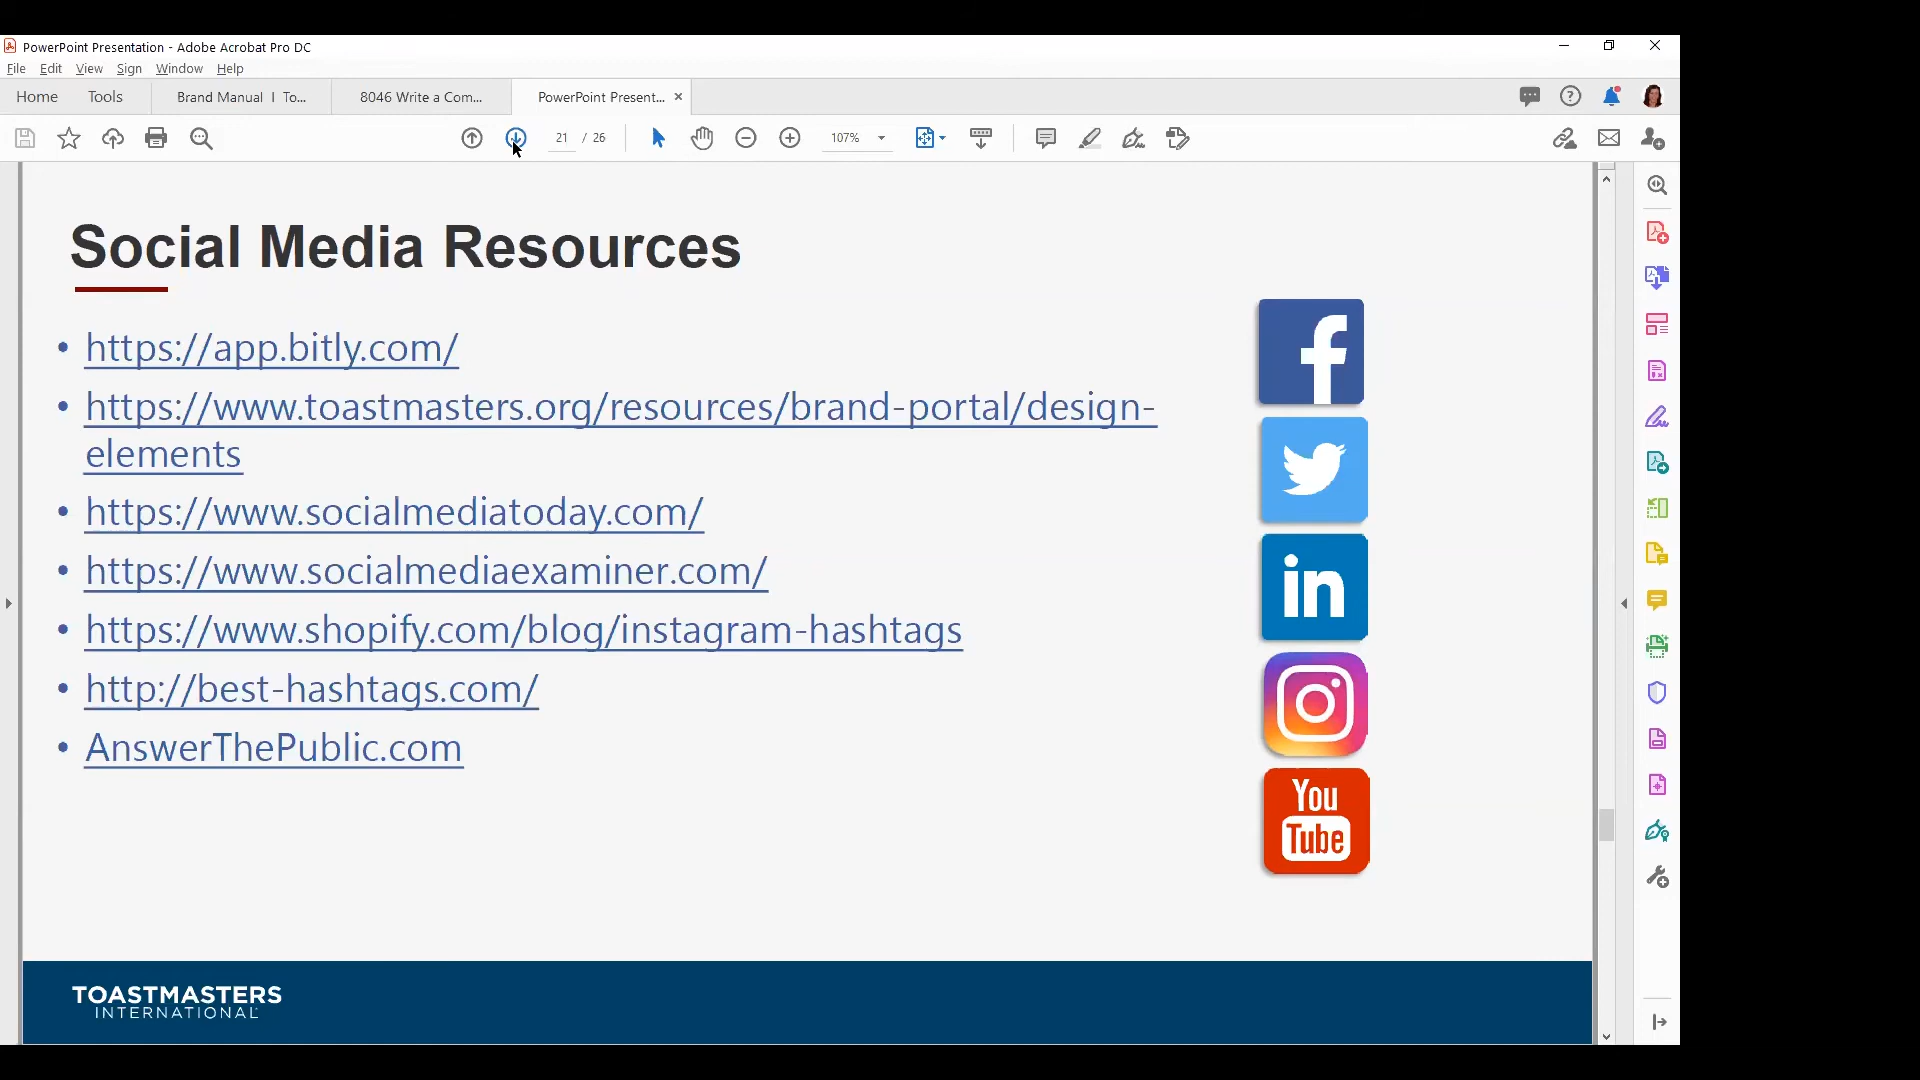 PowerPoint Presentation - Adobe Acrobat Pro DC
File Edit View Sign Window Help
Home Tools Brand Manual I To... 8046 Write a Com... PowerPoint Present... ×
21 / 26 107%
Social Media Resources
• https://app.bitly.com/
• https://www.toastmasters.org/resources/brand-portal/design-
elements
• https://www.socialmediatoday.com/
• https://www.socialmediaexaminer.com/
• https://www.shopify.com/blog/instagram-hashtags
• http://best-hashtags.com/
• AnswerThePublic.com
f
in
You
Tube
TOASTMASTERS
INTERNATIONAL